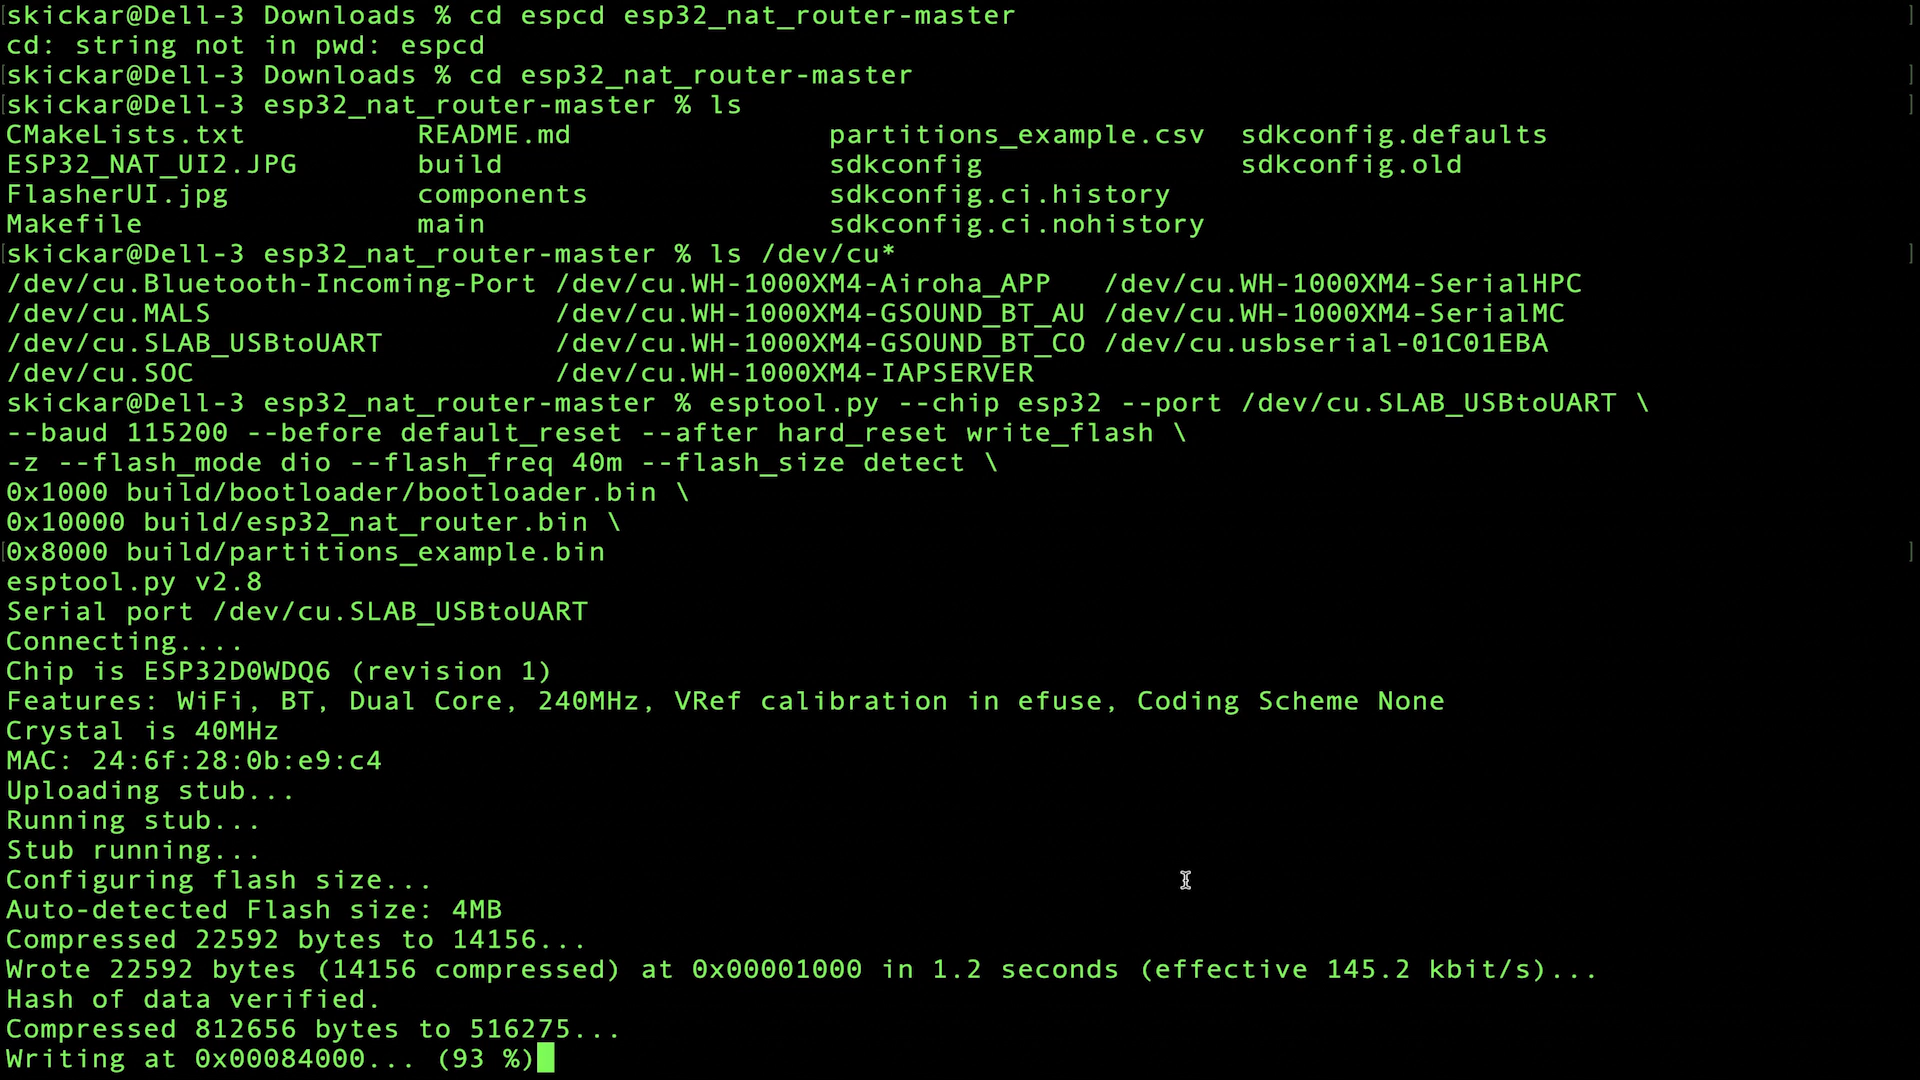 [skickar@Dell-3 Downloads % cd espcd esp32_nat_router-master ]
cd: string not in pwd: espcd
[skickar@Dell-3 Downloads % cd esp32_nat_router-master ]
[skickar@Dell-3 esp32_nat_router-master % ls ]
CMakeLists.txt README.md partitions_example.csv sdkconfig.defaults
ESP32_NAT_UI2.JPG build sdkconfig sdkconfig.old
FlasherUI.jpg components sdkconfig.ci.history
Makefile main sdkconfig.ci.nohistory
[skickar@Dell-3 esp32_nat_router-master % ls /dev/cu* ]
/dev/cu.Bluetooth-Incoming-Port /dev/cu.WH-1000XM4-Airoha_APP /dev/cu.WH-1000XM4-SerialHPC
/dev/cu.MALS /dev/cu.WH-1000XM4-GSOUND_BT_AU /dev/cu.WH-1000XM4-SerialMC
/dev/cu.SLAB_USBtoUART /dev/cu.WH-1000XM4-GSOUND_BT_CO /dev/cu.usbserial-01C01EBA
/dev/cu.SOC /dev/cu.WH-1000XM4-IAPSERVER
skickar@Dell-3 esp32_nat_router-master % esptool.py --chip esp32 --port /dev/cu.SLAB_USBtoUART \
--baud 115200 --before default_reset --after hard_reset write_flash \
-z --flash_mode dio --flash_freq 40m --flash_size detect \
0x1000 build/bootloader/bootloader.bin \
0x10000 build/esp32_nat_router.bin \
[0x8000 build/partitions_example.bin ]
esptool.py v2.8
Serial port /dev/cu.SLAB_USBtoUART
Connecting....
Chip is ESP32D0WDQ6 (revision 1)
Features: WiFi, BT, Dual Core, 240MHz, VRef calibration in efuse, Coding Scheme None
Crystal is 40MHz
MAC: 24:6f:28:0b:e9:c4
Uploading stub...
Running stub...
Stub running...
Configuring flash size...
Auto-detected Flash size: 4MB
Compressed 22592 bytes to 14156...
Wrote 22592 bytes (14156 compressed) at 0x00001000 in 1.2 seconds (effective 145.2 kbit/s)...
Hash of data verified.
Compressed 812656 bytes to 516275...
Writing at 0x00084000... (93 %)